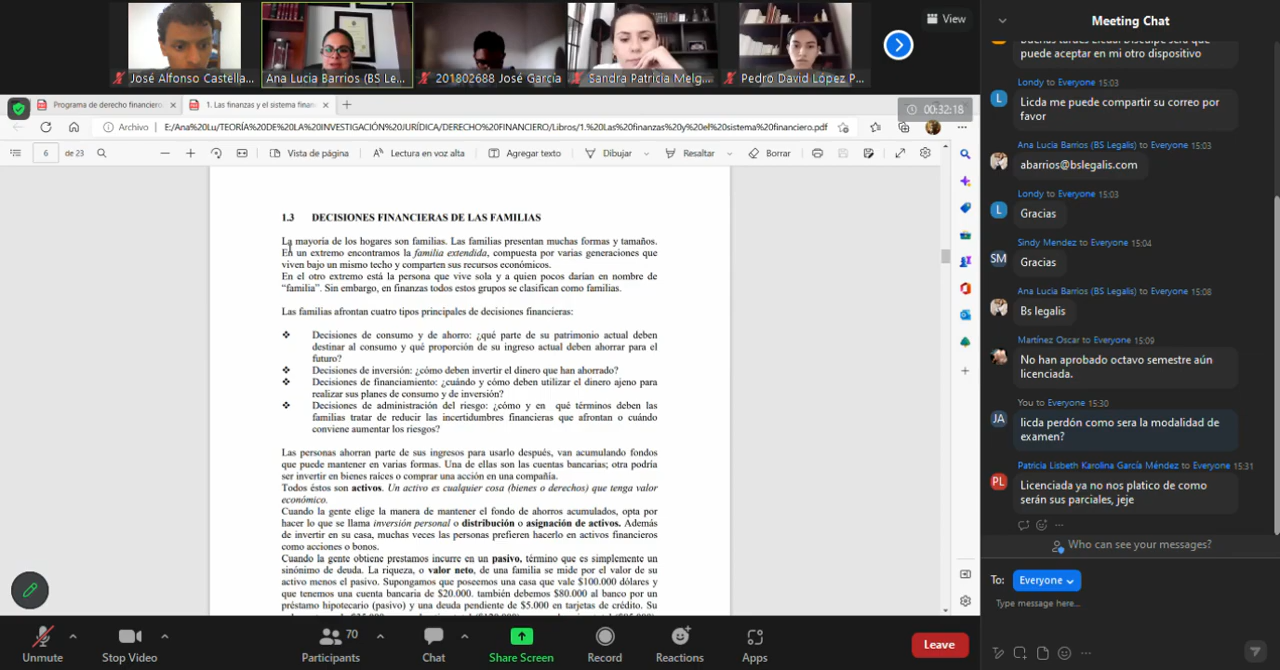 José Alfonso Castella...
Ana Lucia Barrios (BS Le...
201802688 José García
Sandra Patricia Melg...
Pedro David López P...
View
Programa de derecho financiero.
1. Las finanzas y el sistema finan
00:32:18
Archivo
E:/Ana%20Lu/TEORÍA%20DE%20LA%20INVESTIGACIÓN%20JURÍDICA/DERECHO%20FINANCIERO/Libros/1.%20Las%20finanzas%20y%20el%20sistema%20financiero.pdf
6 de 23
Vista de página
Lectura en voz alta
Agregar texto
Dibujar
Resaltar
Borrar
1.3 DECISIONES FINANCIERAS DE LAS FAMILIAS
La mayoría de los hogares son familias. Las familias presentan muchas formas y tamaños.
En un extremo encontramos la familia extendida, compuesta por varias generaciones que
viven bajo un mismo techo y comparten sus recursos económicos.
En el otro extremo está la persona que vive sola y a quien pocos darían en nombre de
“familia”. Sin embargo, en finanzas todos estos grupos se clasifican como familias.
Las familias afrontan cuatro tipos principales de decisiones financieras:
❖ Decisiones de consumo y de ahorro: ¿qué parte de su patrimonio actual deben
destinar al consumo y qué proporción de su ingreso actual deben ahorrar para el
futuro?
❖ Decisiones de inversión: ¿cómo deben invertir el dinero que han ahorrado?
❖ Decisiones de financiamiento: ¿cuándo y cómo deben utilizar el dinero ajeno para
realizar sus planes de consumo y de inversión?
❖ Decisiones de administración del riesgo: ¿cómo y en qué términos deben las
familias tratar de reducir las incertidumbres financieras que afrontan o cuándo
conviene aumentar los riesgos?
Las personas ahorran parte de sus ingresos para usarlo después, van acumulando fondos
que puede mantener en varias formas. Una de ellas son las cuentas bancarias; otra podría
ser invertir en bienes raíces o comprar una acción en una compañía.
Todos éstos son activos. Un activo es cualquier cosa (bienes o derechos) que tenga valor
económico.
Cuando la gente elige la manera de mantener el fondo de ahorros acumulados, opta por
hacer lo que se llama inversión personal o distribución o asignación de activos. Además
de invertir en su casa, muchas veces las personas prefieren hacerlo en activos financieros
como acciones o bonos.
Cuando la gente obtiene prestamos incurre en un pasivo, término que es simplemente un
sinónimo de deuda. La riqueza, o valor neto, de una familia se mide por el valor de su
activo menos el pasivo. Supongamos que poseemos una casa que vale $100.000 dólares y
que tenemos una cuenta bancaria de $20.000. también debemos $80.000 al banco por un
préstamo hipotecario (pasivo) y una deuda pendiente de $5.000 en tarjetas de crédito. Su
Meeting Chat
puede aceptar en mi otro dispositivo
Londy to Everyone 15:03
L
Licda me puede compartir su correo por
favor
Ana Lucia Barrios (BS Legalis) to Everyone 15:03
abarrios@bslegalis.com
Londy to Everyone 15:03
L
Gracias
Sindy Mendez to Everyone 15:04
SM
Gracias
Ana Lucia Barrios (BS Legalis) to Everyone 15:08
Bs legalis
Martínez Oscar to Everyone 15:09
No han aprobado octavo semestre aún
licenciada.
You to Everyone 15:30
JA
licda perdón como sera la modalidad de
examen?
Patricia Lisbeth Karolina García Méndez to Everyone 15:31
PL
Licenciada ya no nos platico de como
serán sus parciales, jeje
Who can see your messages?
To: Everyone
Type message here...
Unmute
Stop Video
70
Participants
Chat
Share Screen
Record
Reactions
Apps
Leave